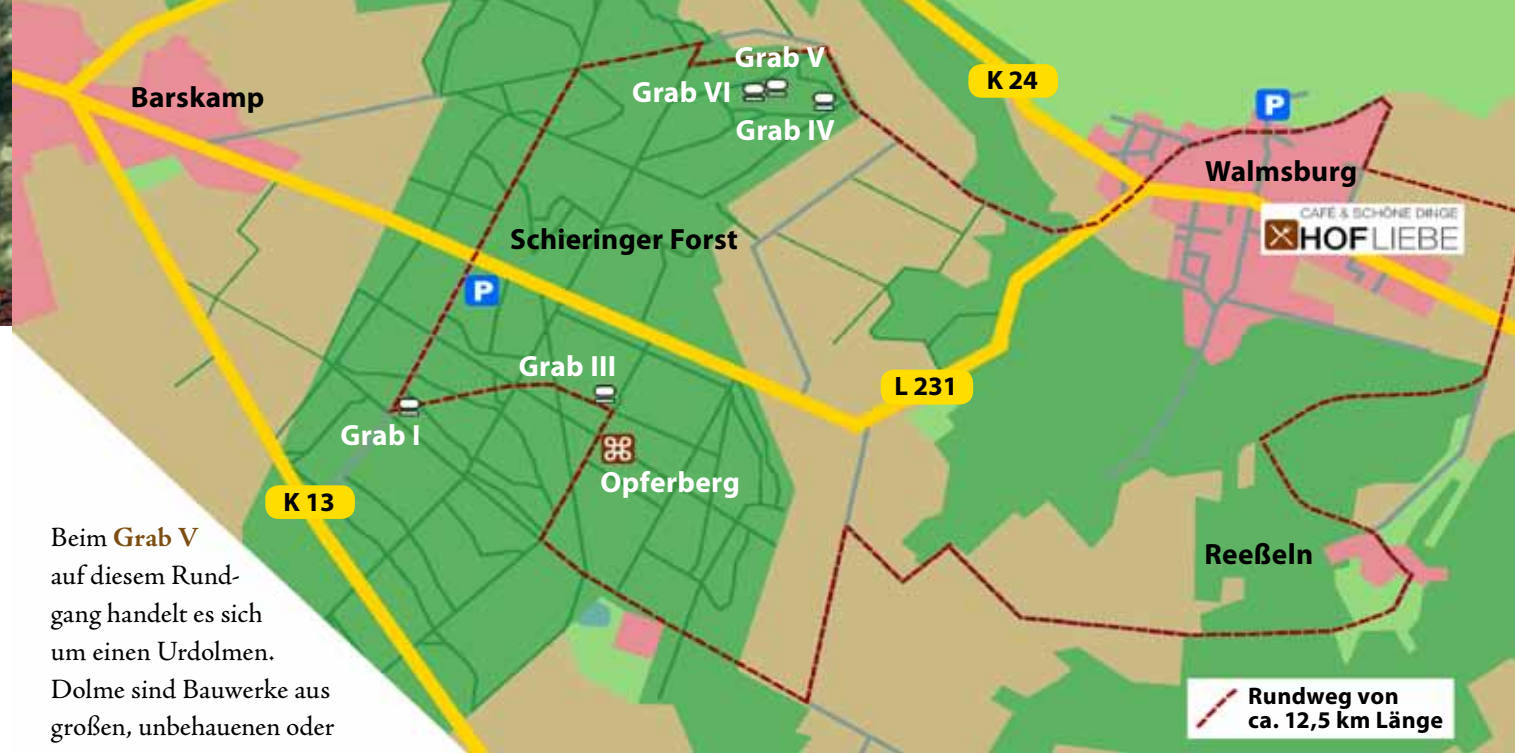 Barskamp
Grab V
Grab VI
Grab IV
K 24
P
Walmsburg
CAFÉ & SCHÖNE DINGE
HOFLIEBE
Schieringer Forst
P
Grab III
L 231
Grab I
Opferberg
K 13
Reeßeln
Beim Grab V
auf diesem Rund-
gang handelt es sich
um einen Urdolmen.
Dolme sind Bauwerke aus
großen, unbehauenen oder
Rundweg von
ca. 12,5 km Länge